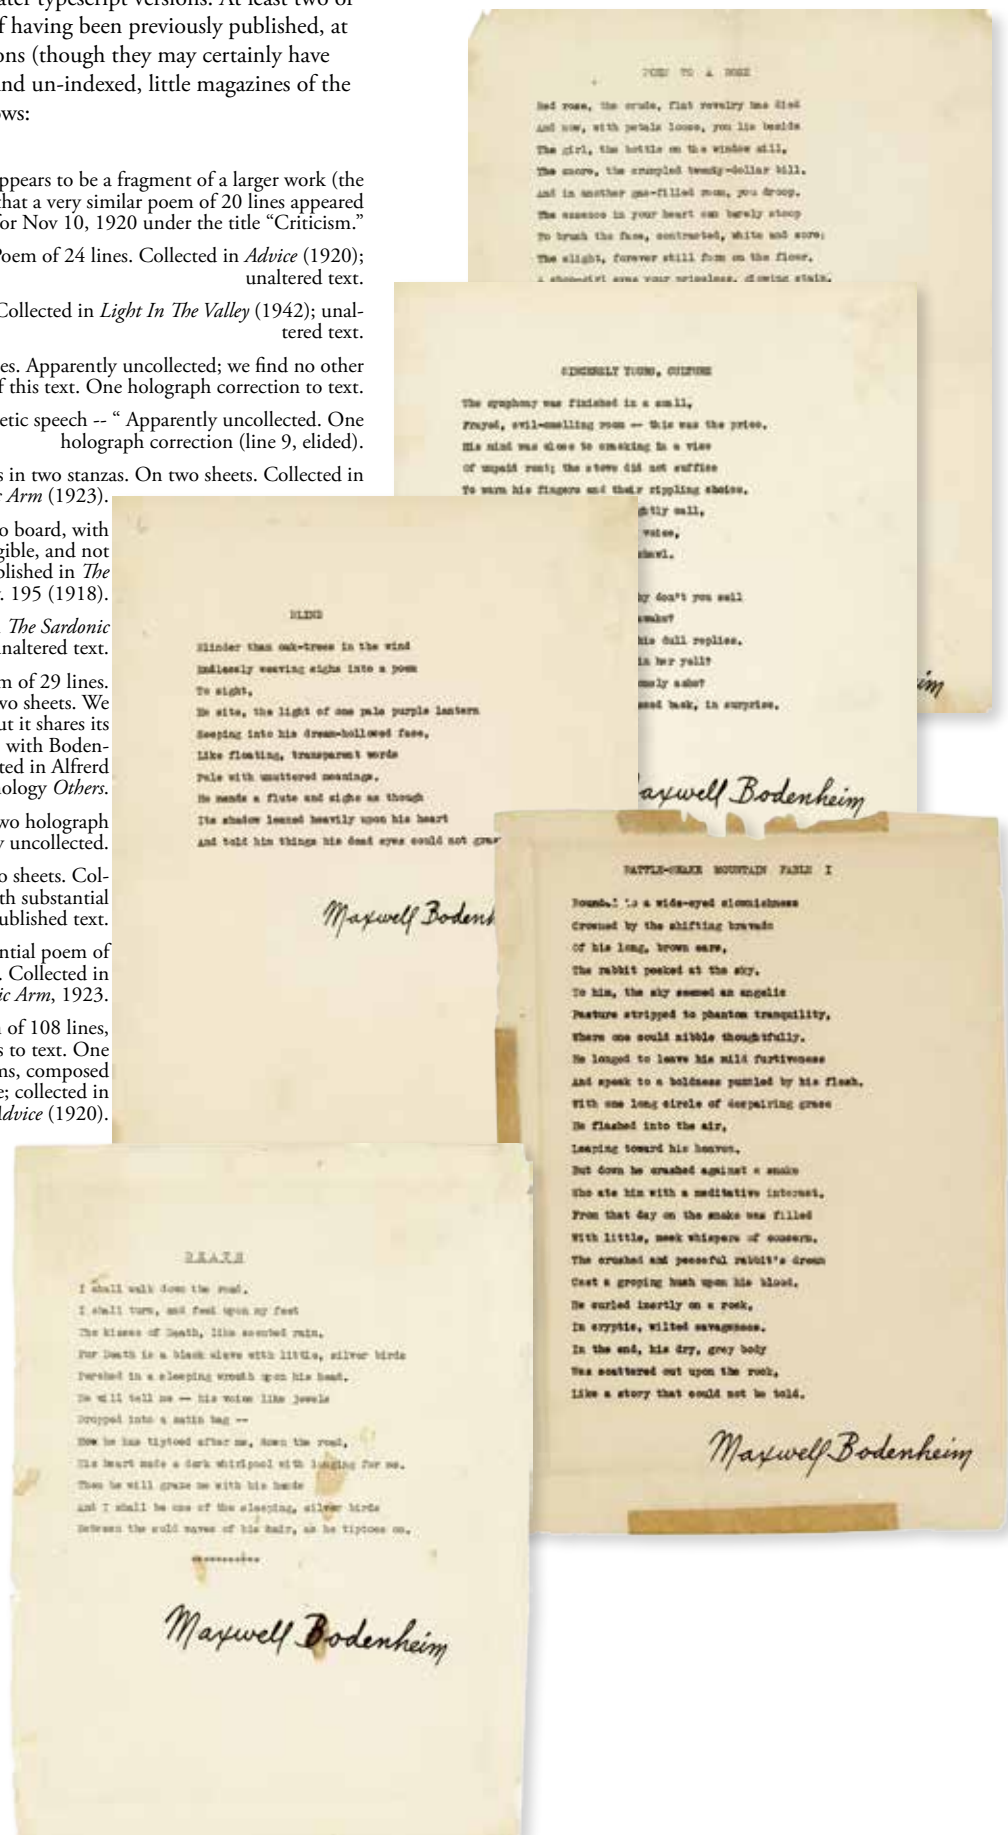 ater typescript versions. At least two of
f having been previously published, at
ons (though they may certainly have
nd un-indexed, little magazines of the
ows:
ppears to be a fragment of a larger work (the
that a very similar poem of 20 lines appeared
for Nov 10, 1920 under the title “Criticism.”
Poem of 24 lines. Collected in Advice (1920);
unaltered text.
Collected in Light In The Valley (1942); unal-
tered text.
es. Apparently uncollected; we find no other
f this text. One holograph correction to text.
etic speech -- “ Apparently uncollected. One
holograph correction (line 9, elided).
s in two stanzas. On two sheets. Collected in
Arm (1923).
o board, with
gible, and not
blished in The
. 195 (1918).
The Sardonic
naltered text.
m of 29 lines.
wo sheets. We
ut it shares its
with Boden-
ted in Alfrerd
nology Others.
wo holograph
y uncollected.
o sheets. Col-
th substantial
ublished text.
ntial poem of
. Collected in
ic Arm, 1923.
n of 108 lines,
s to text. One
ms, composed
e; collected in
Advice (1920).
POEM TO A ROSE
Red rose, the crude, flat revelry has died
And now, with petals loose, you lie beside
The girl, the bottle on the window sill,
The snore, the crumpled twenty-dollar bill.
And in another gas-filled room, you droop.
The essence in your heart can barely stoop
To brush the face, contracted, white and sore;
The slight, forever still form on the floor.
A shop-girl eyes your priceless, glowing stain,
im
SINCERELY YOURS, CULTURE
The symphony was finished in a small,
Frayed, evil-smelling room -- this was the price.
His mind was close to cracking in a vise
Of unpaid rent; the stove did not suffice
To warm his fingers and their rippling choice,
ghtly call,
voice,
shawl.
hy don't you sell
his dull replies.
in her yell?
back, in surprise.
axwell Bodenheim
BLIND
Blinder than oak-trees in the wind
Endlessly weaving sighs into a poem
To sight,
He sits, the light of one pale purple lantern
Seeping into his dream-hollowed face,
Like floating, transparent words
Pale with unuttered meanings.
He mends a flute and sighs as though
Its shadow leaned heavily upon his heart
And told him things his dead eyes could not gras
Maxwell Bodenh
RATTLE-SNAKE MOUNTAIN FABLE I
Rounded to a wide-eyed clownishness
Crowned by the shifting bravado
Of his long, brown ears,
The rabbit peeked at the sky.
To him, the sky seemed an angelic
Pasture stripped to phantom tranquility,
Where one could nibble thoughtfully.
He longed to leave his mild furtiveness
And speak to a boldness puzzled by his flesh.
With one long circle of despairing grace
He flashed into the air,
Leaping toward his heaven.
But down he crashed against a snake
Who ate him with a meditative interest.
From that day on the snake was filled
With little, meek whispers of concern.
The crushed and peaceful rabbit's dream
Cast a groping hush upon his blood.
He curled inertly on a rock,
In cryptic, wilted savageness.
In the end, his dry, grey body
Was scattered out upon the rock,
Like a story that could not be told.
Maxwell Bodenheim
DEATH
I shall walk down the road.
I shall turn, and feel upon my feet
The kisses of Death, like scented rain.
For Death is a black slave with little, silver birds
Perched in a sleeping wreath upon his head.
He will tell me -- his voice like jewels
Dropped into a satin bag --
How he has tiptoed after me, down the road,
His heart made a dark whirlpool with longing for me.
Then he will graze me with his hands
And I shall be one of the sleeping, silver birds
Between the cold waves of his hair, as he tiptoes on.
Maxwell Bodenheim